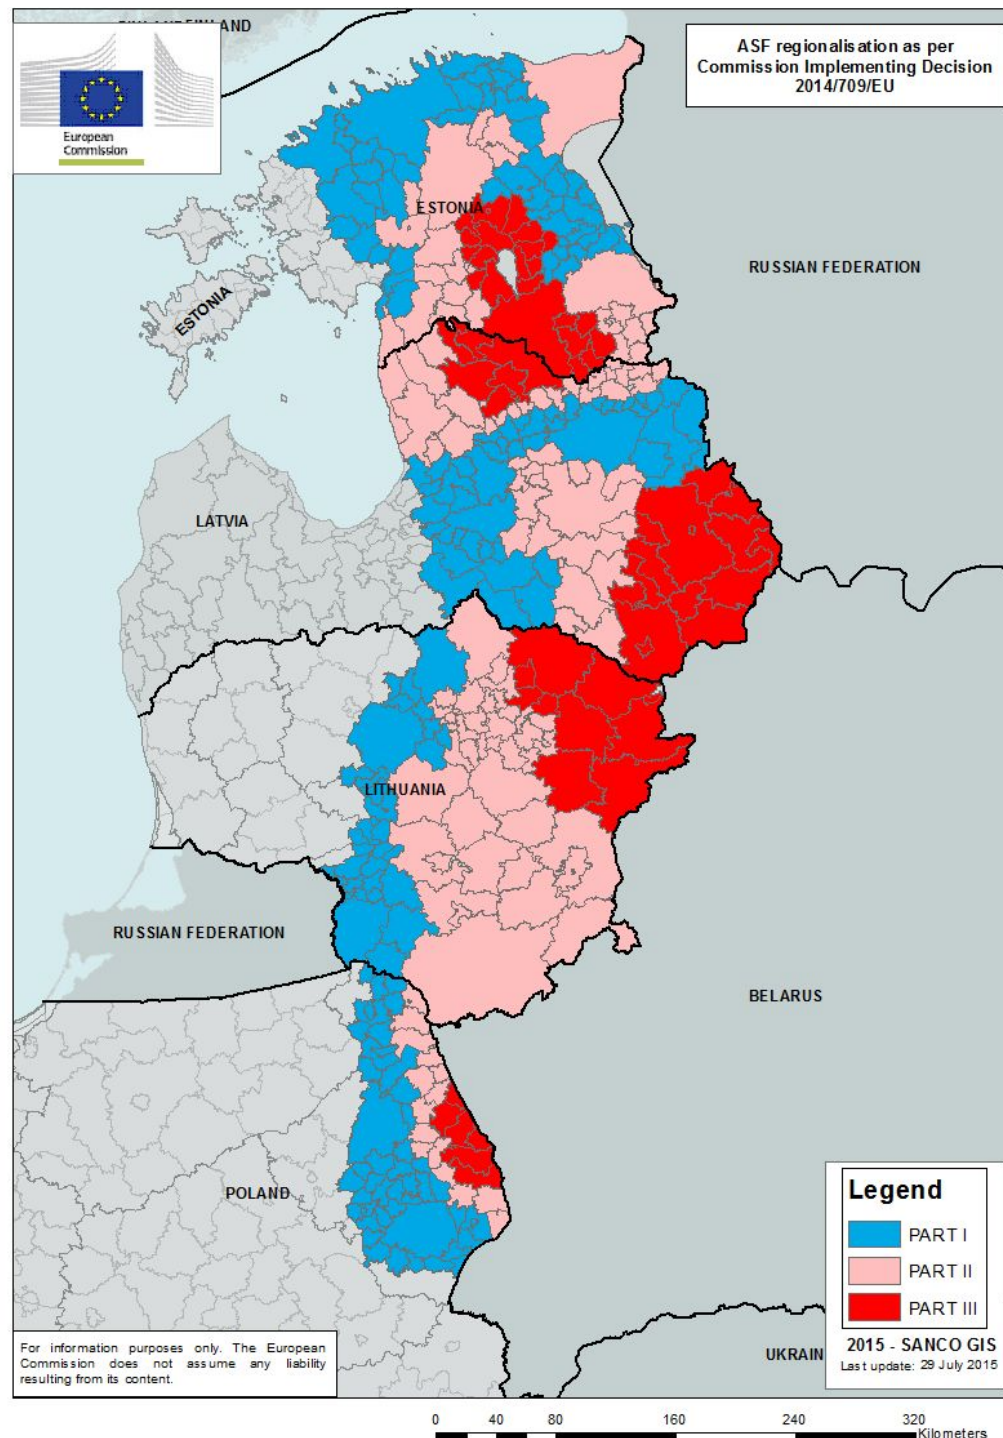 ASF regionalisation as per
Commission Implementing Decision
2014/709/EU
European
Commission
ESTONIA
RUSSIAN FEDERATION
ESTONIA
LATVIA
LITHUANIA
RUSSIAN FEDERATION
BELARUS
POLAND
Legend
PART I
PART II
PART III
2015 - SANCO GIS
Last update: 29 July 2015
UKRAIN
For information purposes only. The European
Commission does not assume any liability
resulting from its content.
0 40 80 160 240 320
Kilometers